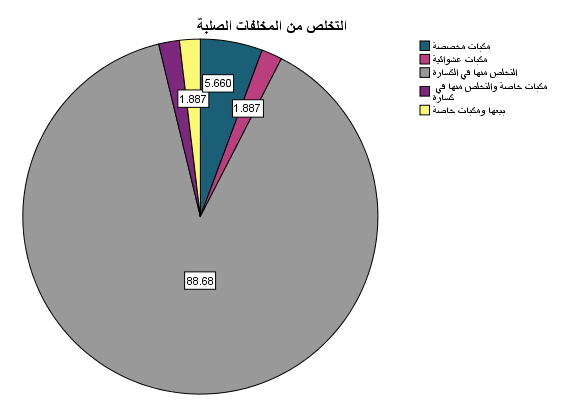 التخلص من المخلفات الصلبة
مكبات مخصصة
مكبات عشوائية
التخلص منها في الكسارة
مكبات خاصة والتخلص منها في
كسارة
بيعها ومكبات خاصة
5.660
1.887
1.887
88.68